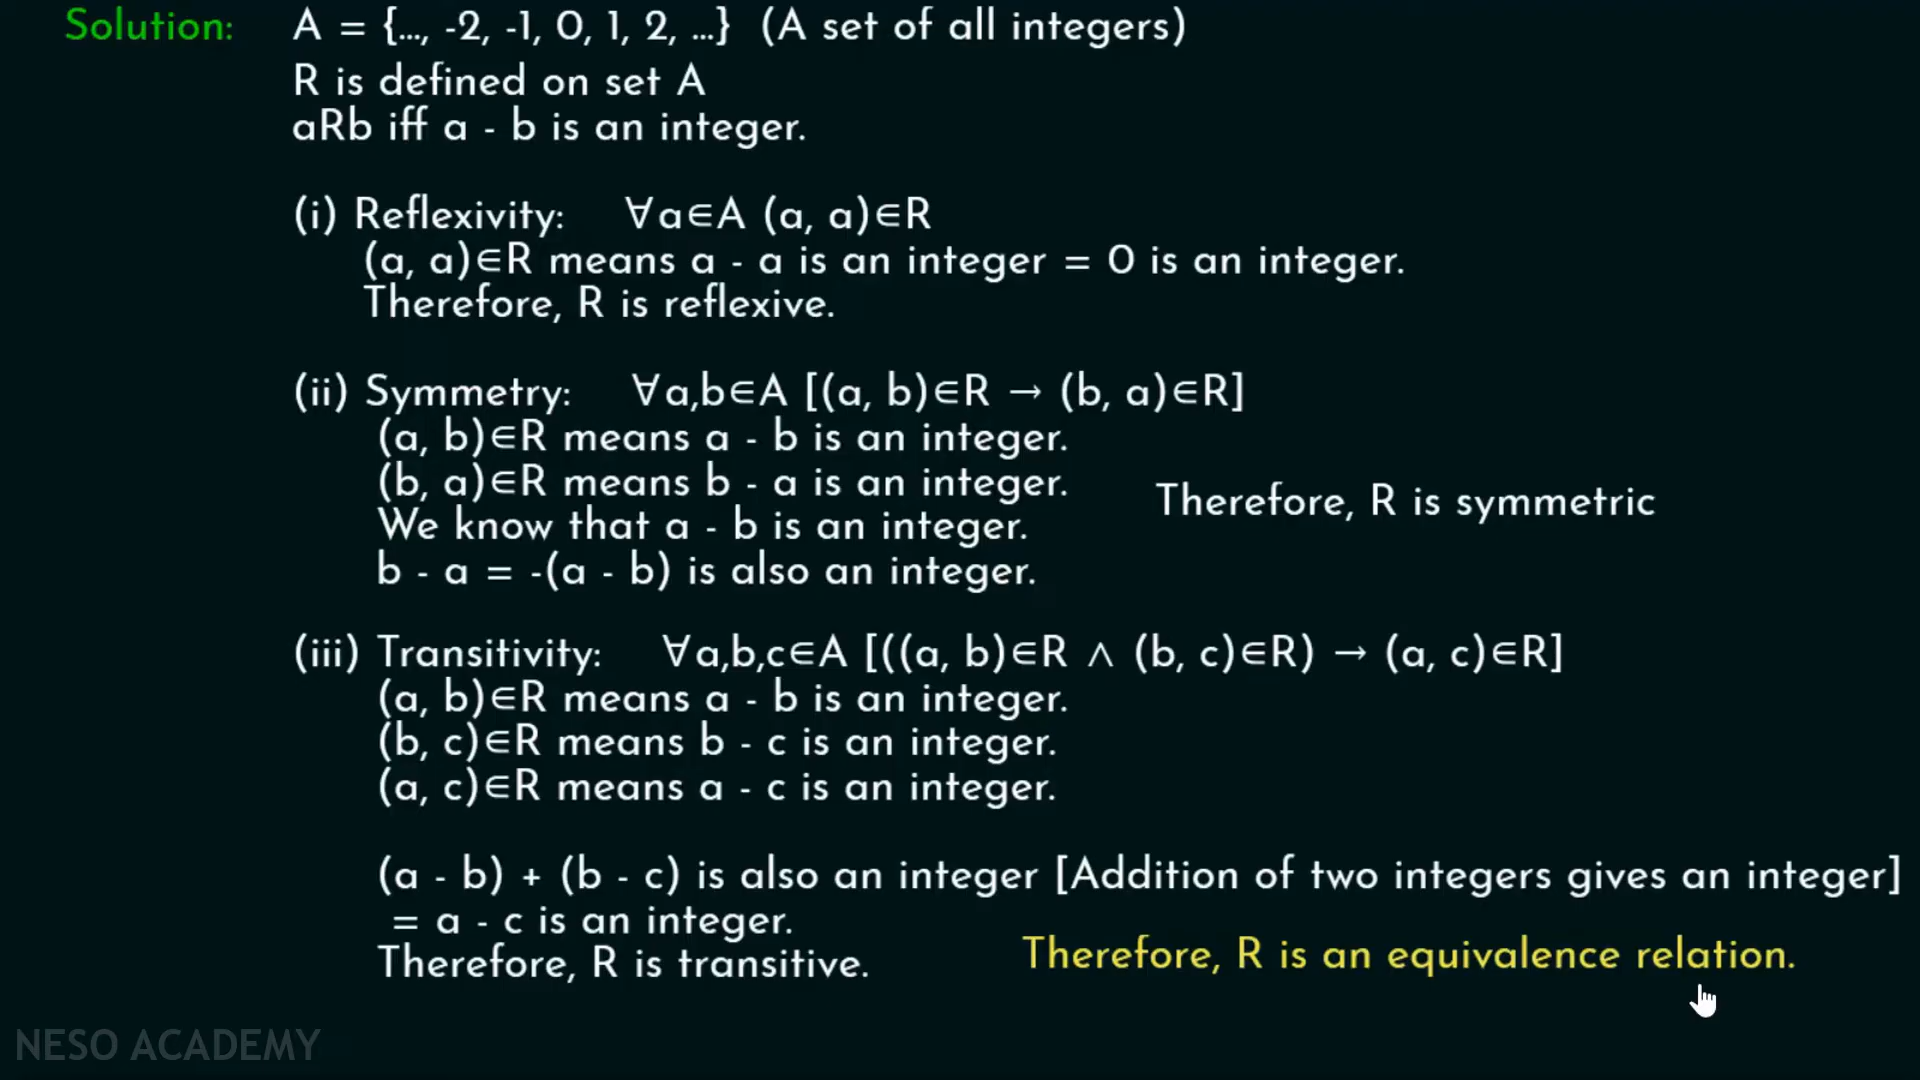 Solution: A = {..., -2, -1, 0, 1, 2, ...} (A set of all integers)
R is defined on set A
aRb iff a - b is an integer.
(i) Reflexivity: ∀a∈A (a, a)∈R
(a, a)∈R means a - a is an integer = 0 is an integer.
Therefore, R is reflexive.
(ii) Symmetry: ∀a,b∈A [(a, b)∈R → (b, a)∈R]
(a, b)∈R means a - b is an integer.
(b, a)∈R means b - a is an integer.
Therefore, R is symmetric
We know that a - b is an integer.
b - a = -(a - b) is also an integer.
(iii) Transitivity: ∀a,b,c∈A [((a, b)∈R ∧ (b, c)∈R) → (a, c)∈R]
(a, b)∈R means a - b is an integer.
(b, c)∈R means b - c is an integer.
(a, c)∈R means a - c is an integer.
(a - b) + (b - c) is also an integer [Addition of two integers gives an integer]
= a - c is an integer.
Therefore, R is transitive.
Therefore, R is an equivalence relation.
NESO ACADEMY